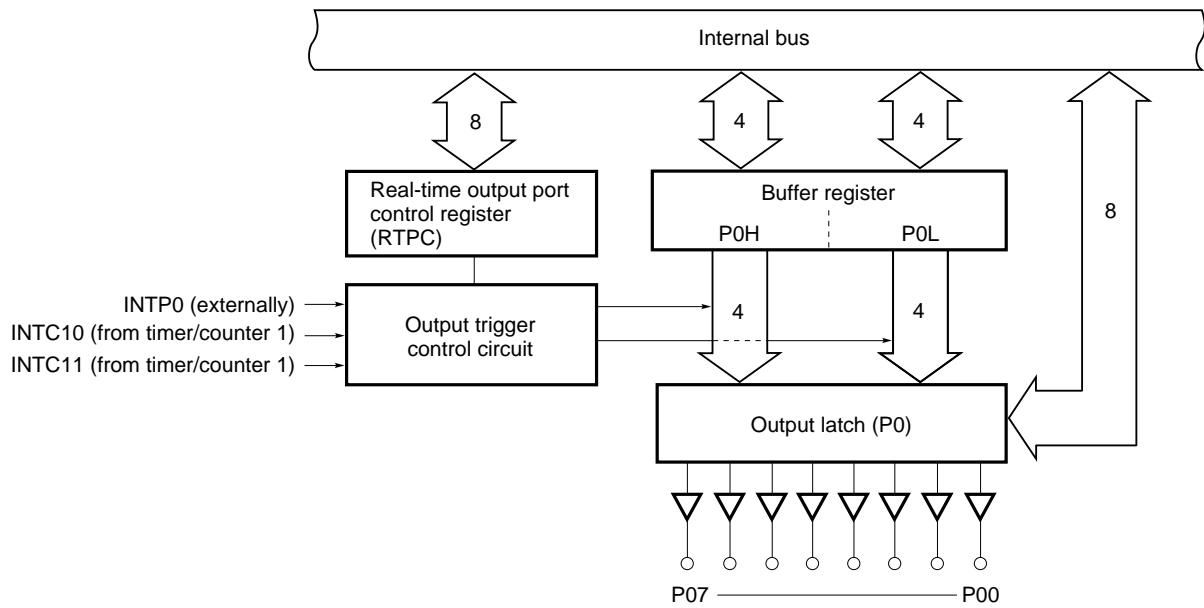 Internal bus
8
4
4
Real-time output port
control register
(RTPC)
Buffer register
P0H
P0L
8
INTP0 (externally)
INTC10 (from timer/counter 1)
INTC11 (from timer/counter 1)
Output trigger
control circuit
4
4
Output latch (P0)
P07
P00